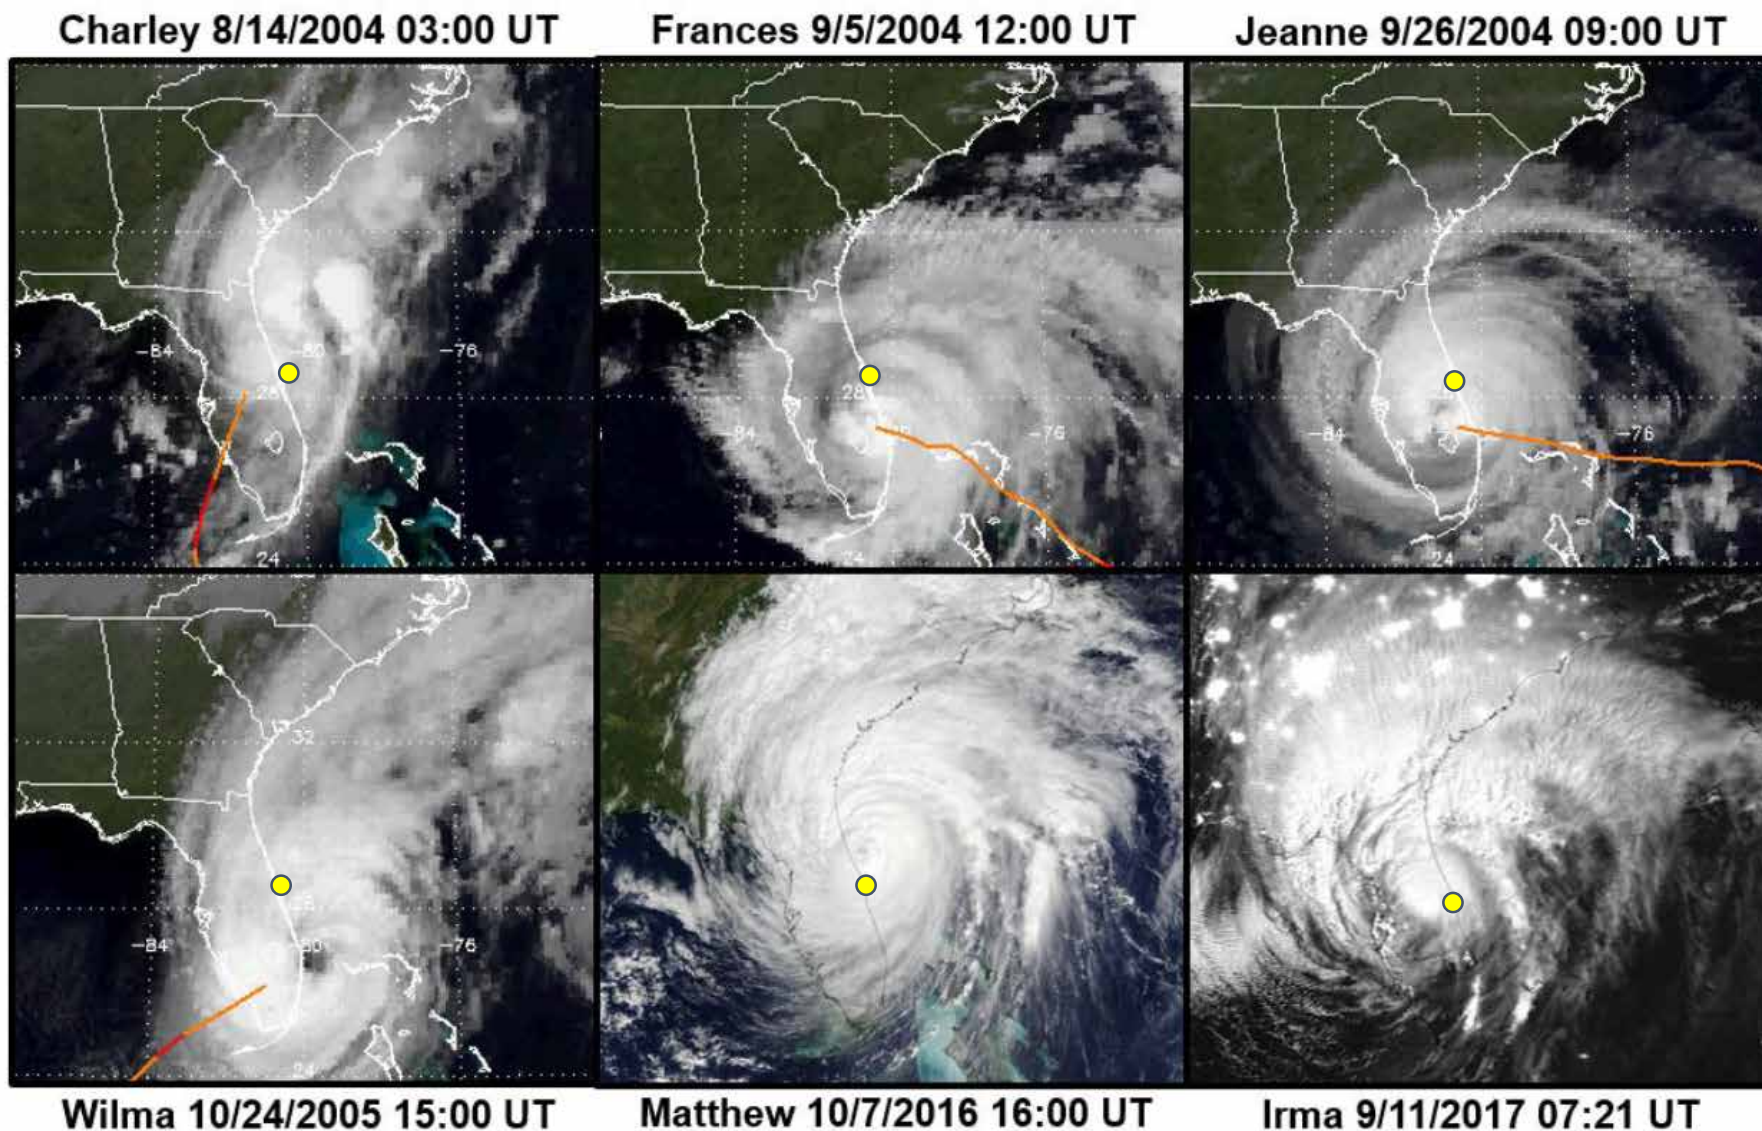 Charley 8/14/2004 03:00 UT
Frances 9/5/2004 12:00 UT
Jeanne 9/26/2004 09:00 UT
-84
-80
-76
28
24
-84
28
-76
24
-84
-76
24
32
-84
-80
-76
24
Wilma 10/24/2005 15:00 UT
Matthew 10/7/2016 16:00 UT
Irma 9/11/2017 07:21 UT